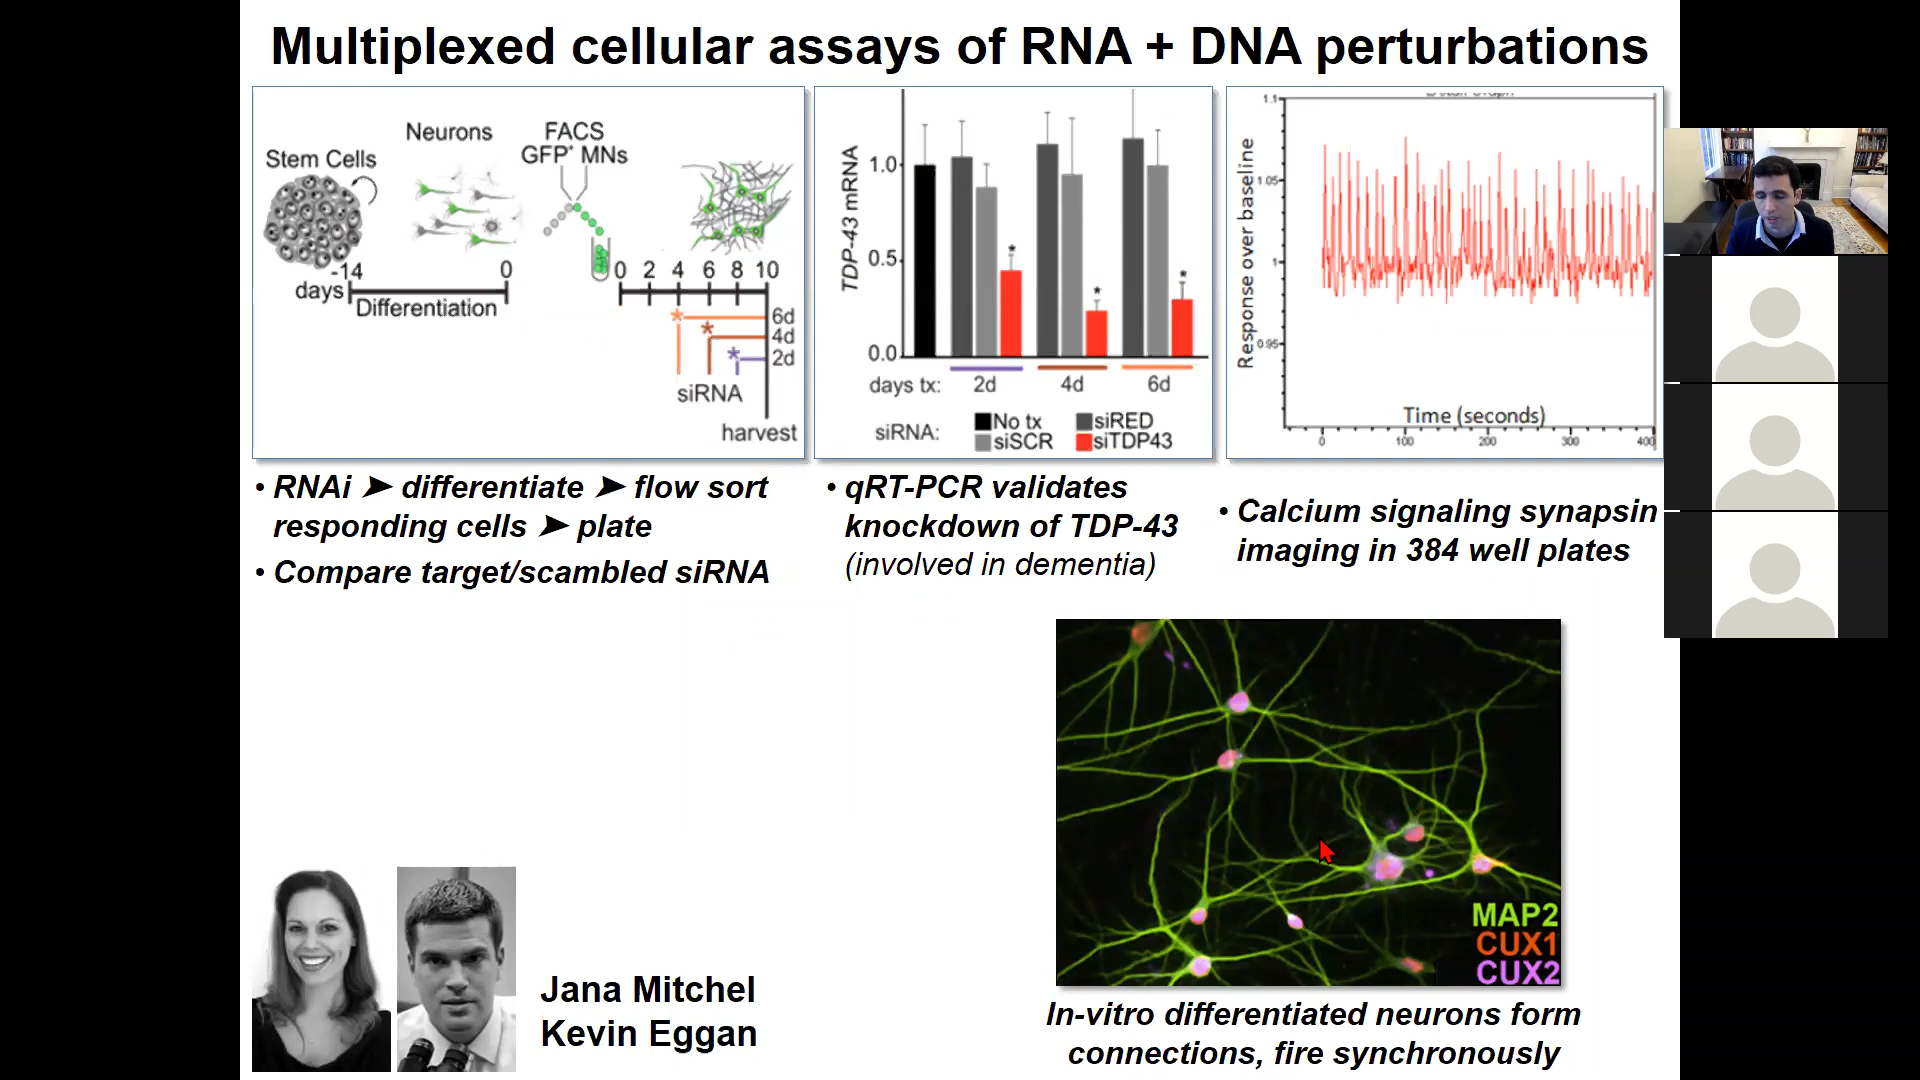 Multiplexed cellular assays of RNA + DNA perturbations
Stem Cells
Neurons
FACS
GFP+ MNs
-14
0
days
Differentiation
0 2 4 6 8 10
6d
4d
2d
siRNA
harvest
TDP-43 mRNA
1.0
0.5
0.0
* * *
days tx: 2d 4d 6d
siRNA:
No tx
siRED
siSCR
siTDP43
Response over baseline
1.1
1.05
1
0.95
Time (seconds)
0 100 200 300 400
• RNAi ➤ differentiate ➤ flow sort
responding cells ➤ plate
• Compare target/scambled siRNA
• qRT-PCR validates
knockdown of TDP-43
(involved in dementia)
• Calcium signaling synapsin
imaging in 384 well plates
MAP2
CUX1
CUX2
Jana Mitchel
Kevin Eggan
In-vitro differentiated neurons form
connections, fire synchronously